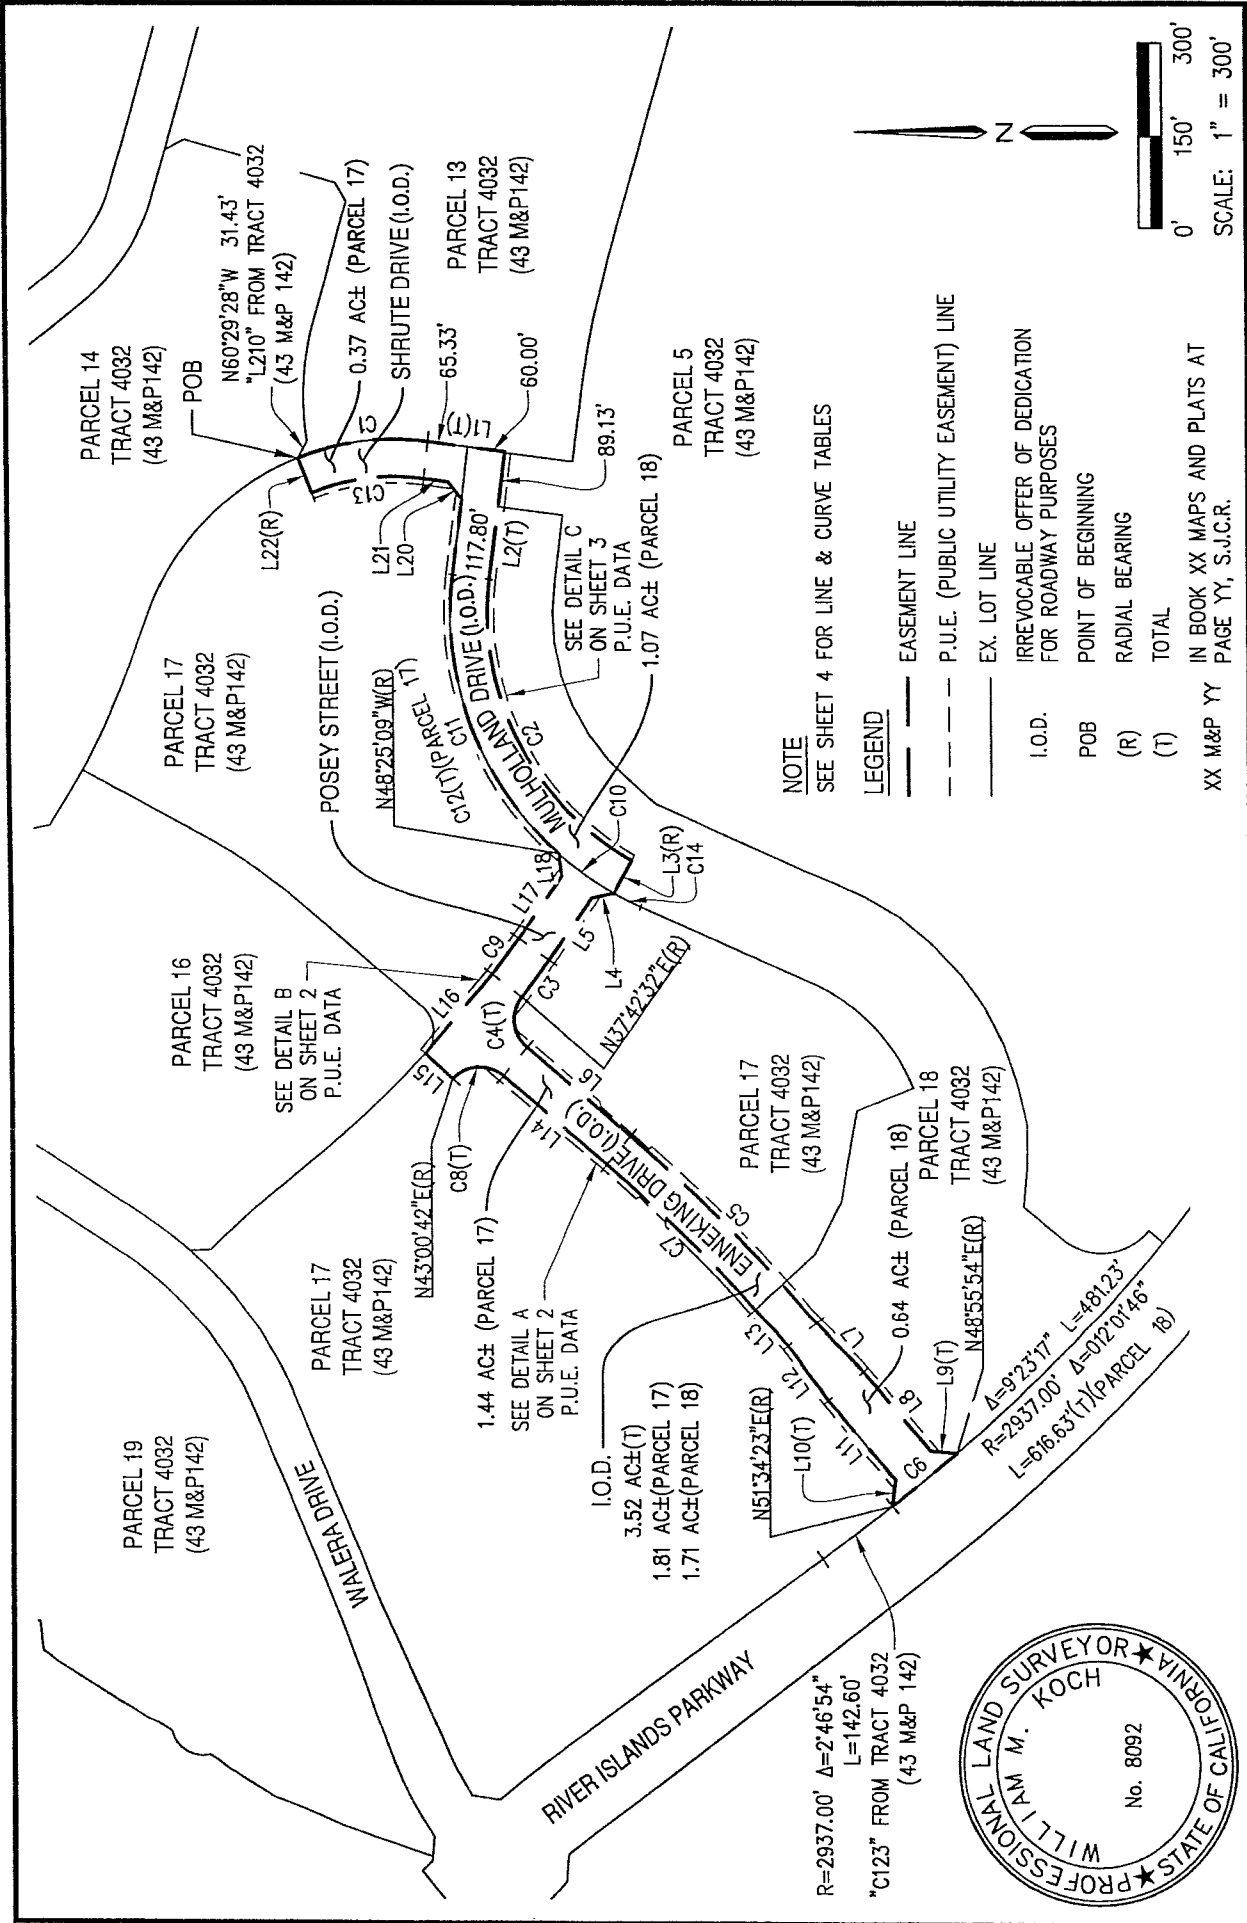 PARCEL 19
TRACT 4032
(43 M&P142)
WALERA DRIVE
PARCEL 17
TRACT 4032
(43 M&P142)
N43°00'42"E(R)
C8(T)
1.44 AC± (PARCEL 17)
SEE DETAIL A
ON SHEET 2
P.U.E. DATA
I.O.D.
3.52 AC±(T)
1.81 AC±(PARCEL 17)
1.71 AC±(PARCEL 18)
N51°34'23"E(R)
L10(T)
RIVER ISLANDS PARKWAY
R=2937.00' Δ=2°46'54"
L=142.60'
"C123" FROM TRACT 4032
(43 M&P 142)
PARCEL 16
TRACT 4032
(43 M&P142)
SEE DETAIL B
ON SHEET 2
P.U.E. DATA
L15
L16
C9
L17
L18
C4(T)
C3
L5
L4
L14
L6
ENNEKING DRIVE(I.O.D.)
C7
C5
L13
L12
L11
L7
L8
L9(T)
C6
N37°42'32"E(R)
PARCEL 17
TRACT 4032
(43 M&P142)
0.64 AC± (PARCEL 18)
PARCEL 18
TRACT 4032
(43 M&P142)
N48°55'54"E(R)
Δ=9°23'17" L=481.23'
R=2937.00' Δ=012°01'46"
L=616.63'(T)(PARCEL 18)
PARCEL 17
TRACT 4032
(43 M&P142)
POSEY STREET (I.O.D.)
N48°25'09"W(R)
C12(T)(PARCEL 17)
C11
MULHOLLAND DRIVE (I.O.D.)
117.80'
L2(T)
C2
C10
L3(R)
C14
SEE DETAIL C
ON SHEET 3
P.U.E. DATA
1.07 AC± (PARCEL 18)
PARCEL 14
TRACT 4032
(43 M&P142)
POB
N60°29'28"W 31.43'
"L210" FROM TRACT 4032
(43 M&P 142)
0.37 AC± (PARCEL 17)
SHRUTE DRIVE(I.O.D.)
L22(R)
C13
C1
L21
L20
65.33'
L1(T)
60.00'
89.13'
PARCEL 13
TRACT 4032
(43 M&P142)
PARCEL 5
TRACT 4032
(43 M&P142)
NOTE
SEE SHEET 4 FOR LINE & CURVE TABLES
LEGEND
EASEMENT LINE
P.U.E. (PUBLIC UTILITY EASEMENT) LINE
EX. LOT LINE
I.O.D. IRREVOCABLE OFFER OF DEDICATION
FOR ROADWAY PURPOSES
POB POINT OF BEGINNING
(R) RADIAL BEARING
(T) TOTAL
XX M&P YY IN BOOK XX MAPS AND PLATS AT
PAGE YY, S.J.C.R.
N
0' 150' 300'
SCALE: 1" = 300'
PROFESSIONAL LAND SURVEYOR
WILLIAM M. KOCH
No. 8092
STATE OF CALIFORNIA